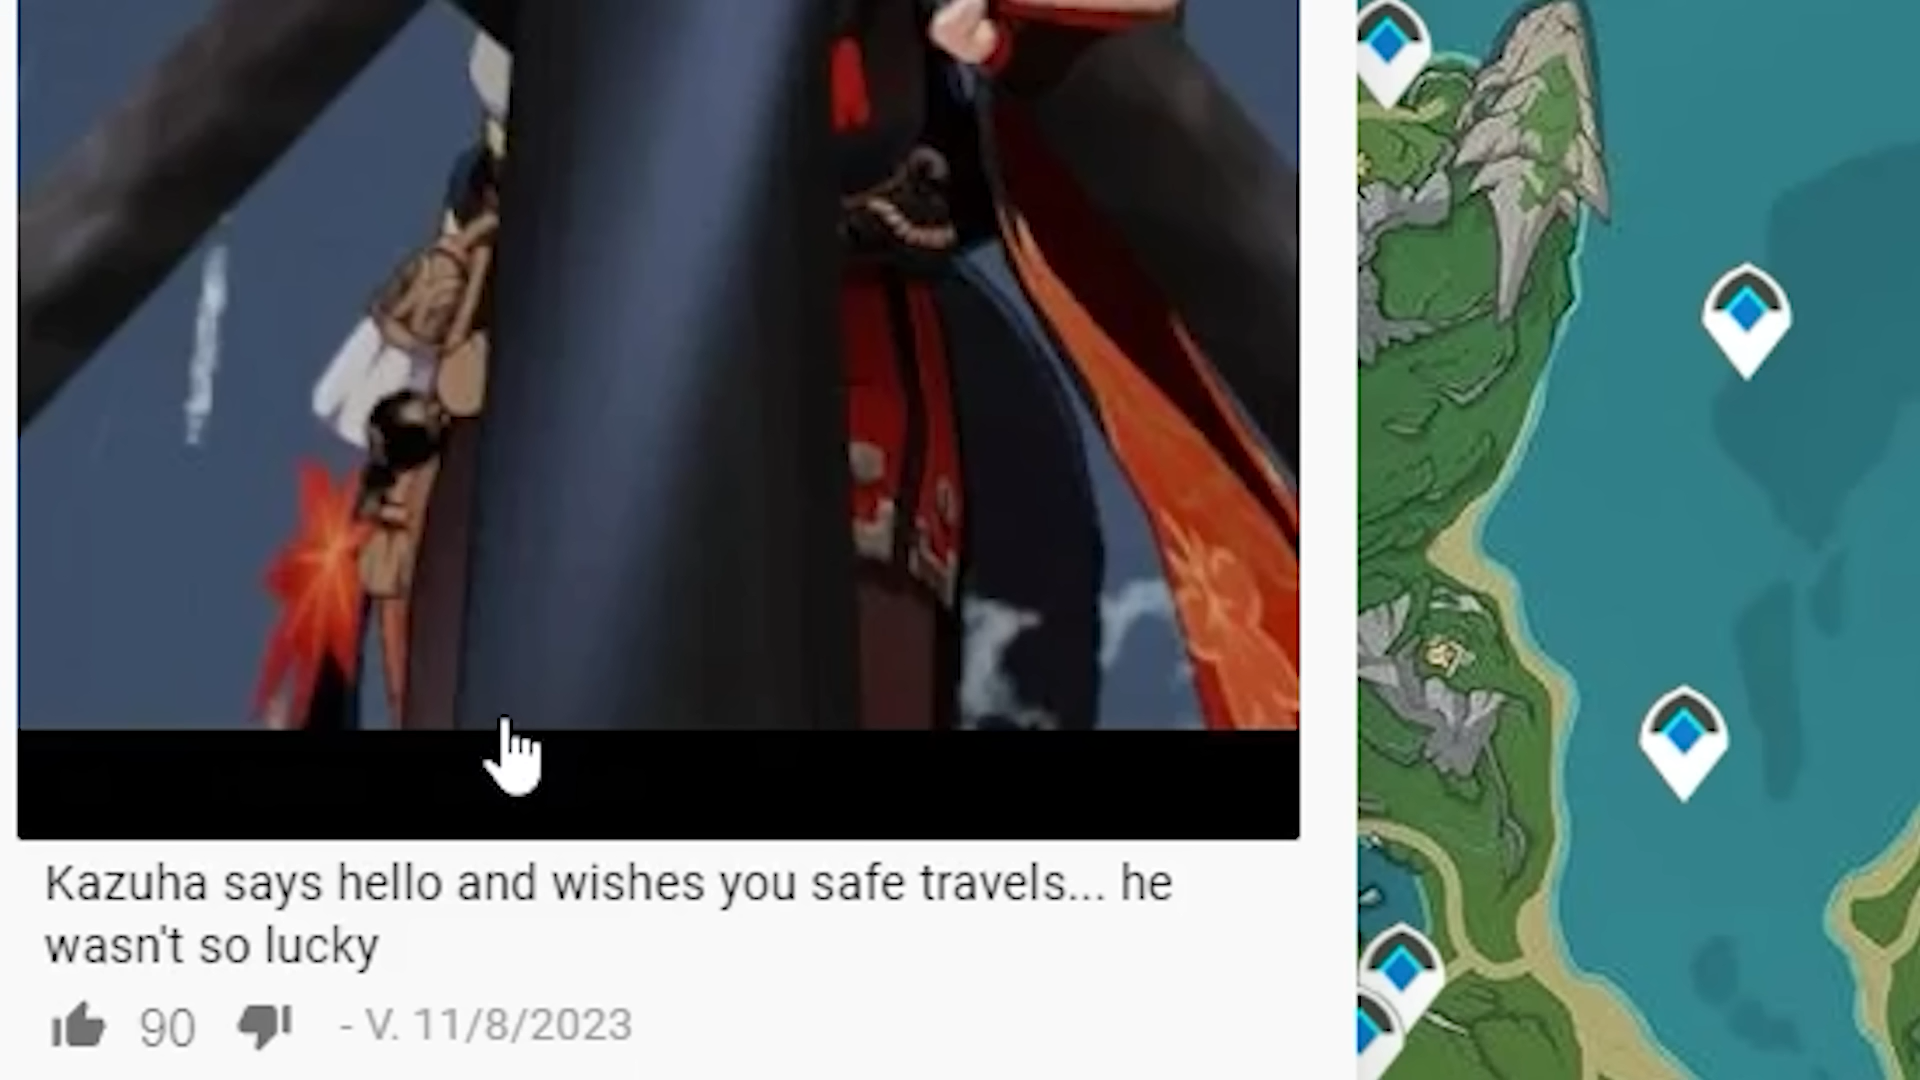 Kazuha says hello and wishes you safe travels... he
wasn't so lucky
90 - V. 11/8/2023